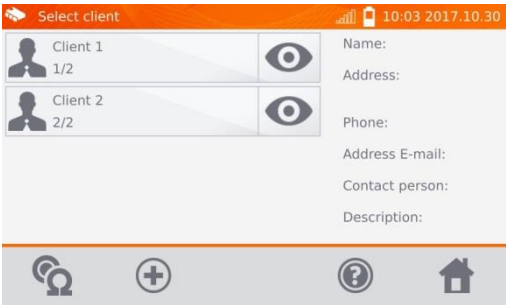 Select client
10:03 2017.10.30
Client 1
1/2
Client 2
2/2
Name:
Address:
Phone:
Address E-mail:
Contact person:
Description: